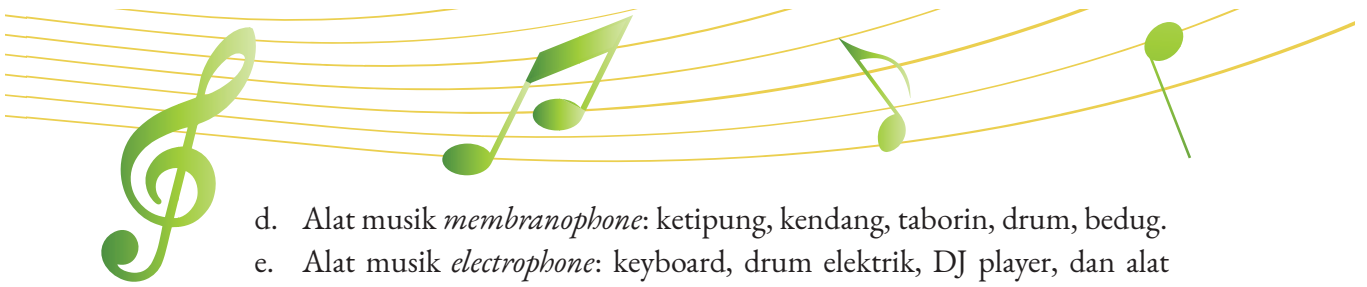 d. Alat musik membranophone: ketipung, kendang, taborin, drum, bedug.
e. Alat musik electrophone: keyboard, drum elektrik, DJ player, dan alat